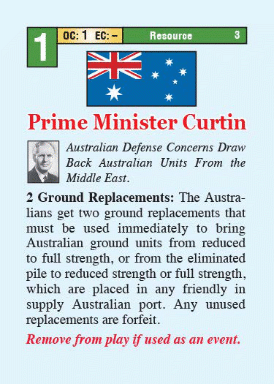 1 OC: 1 EC: – Resource 3
Prime Minister Curtin
Australian Defense Concerns Draw
Back Australian Units From the
Middle East.
2 Ground Replacements: The Austra-
lians get two ground replacements that
must be used immediately to bring
Australian ground units from reduced
to full strength, or from the eliminated
pile to reduced strength or full strength,
which are placed in any friendly in
supply Australian port. Any unused
replacements are forfeit.
Remove from play if used as an event.